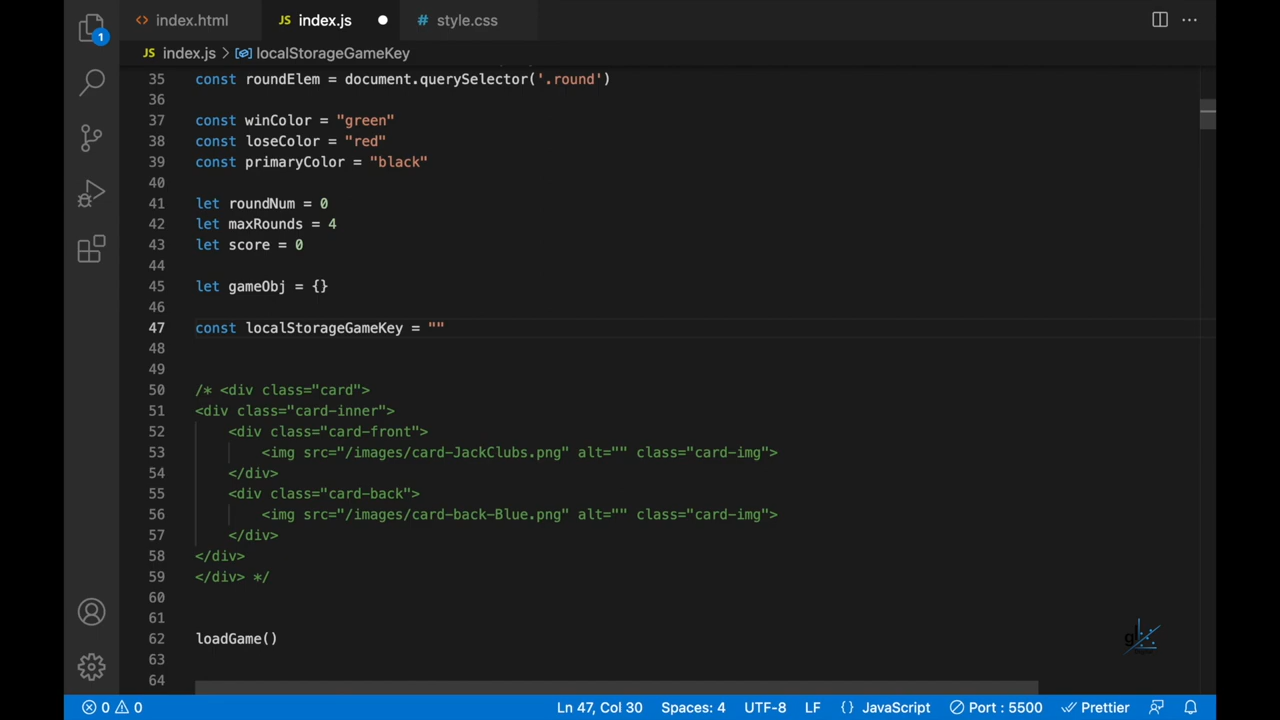 index.html
JS index.js
# style.css
1
JS index.js > localStorageGameKey
35 const roundElem = document.querySelector('.round')
36
37 const winColor = "green"
38 const loseColor = "red"
39 const primaryColor = "black"
40
41 let roundNum = 0
42 let maxRounds = 4
43 let score = 0
44
45 let gameObj = {}
46
47 const localStorageGameKey = ""
48
49
50 /* <div class="card">
51 <div class="card-inner">
52 <div class="card-front">
53 <img src="/images/card-JackClubs.png" alt="" class="card-img">
54 </div>
55 <div class="card-back">
56 <img src="/images/card-back-Blue.png" alt="" class="card-img">
57 </div>
58 </div>
59 </div> */
60
61
62 loadGame()
63
64
0 0 Ln 47, Col 30 Spaces: 4 UTF-8 LF {} JavaScript Port : 5500 Prettier